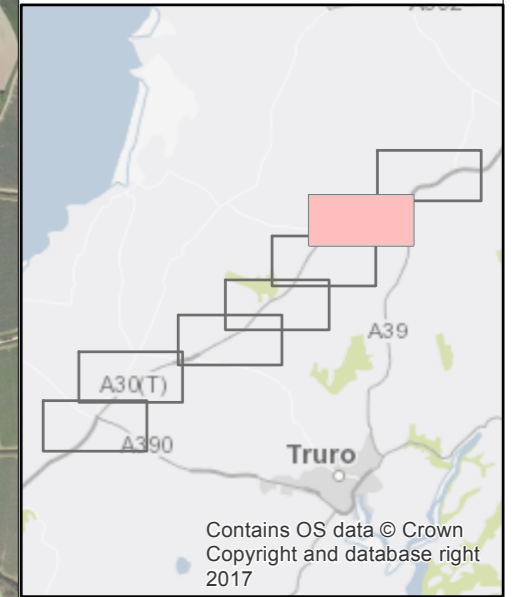 A39
A30(T)
A390
Truro
Contains OS data © Crown
Copyright and database right
2017